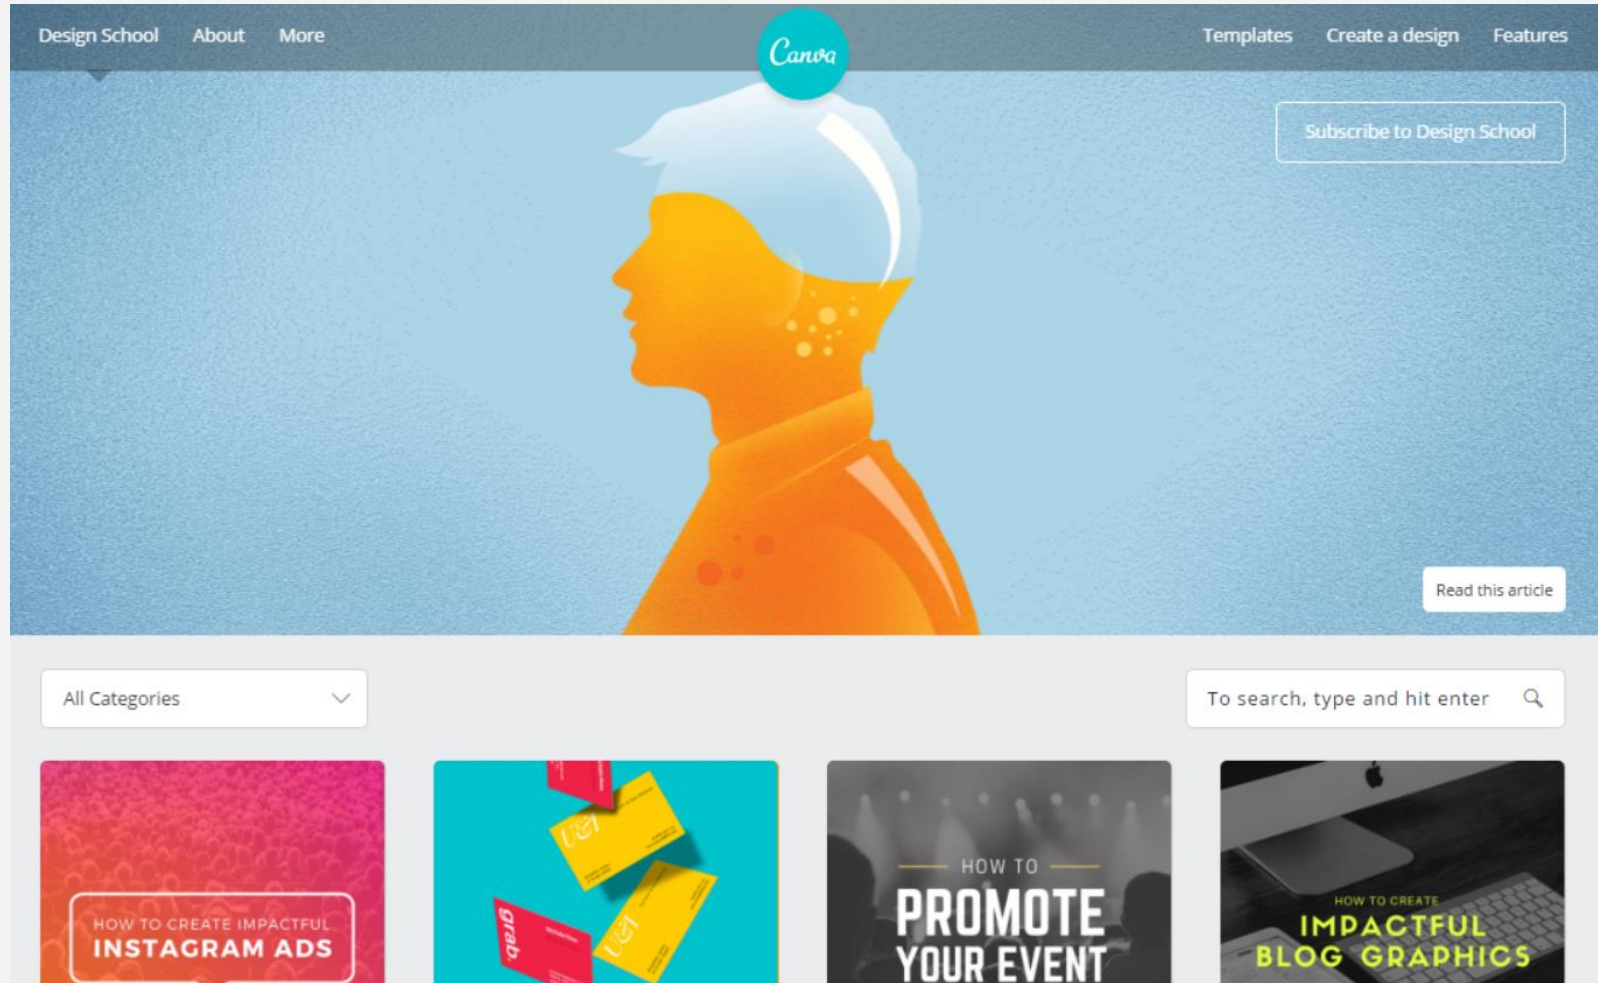 Design School About More
Canva
Templates Create a design Features
Subscribe to Design School
Read this article
All Categories
To search, type and hit enter
HOW TO CREATE IMPACTFUL
INSTAGRAM ADS
U&I
U&I
grab.
HOW TO
PROMOTE
YOUR EVENT
HOW TO CREATE
IMPACTFUL
BLOG GRAPHICS